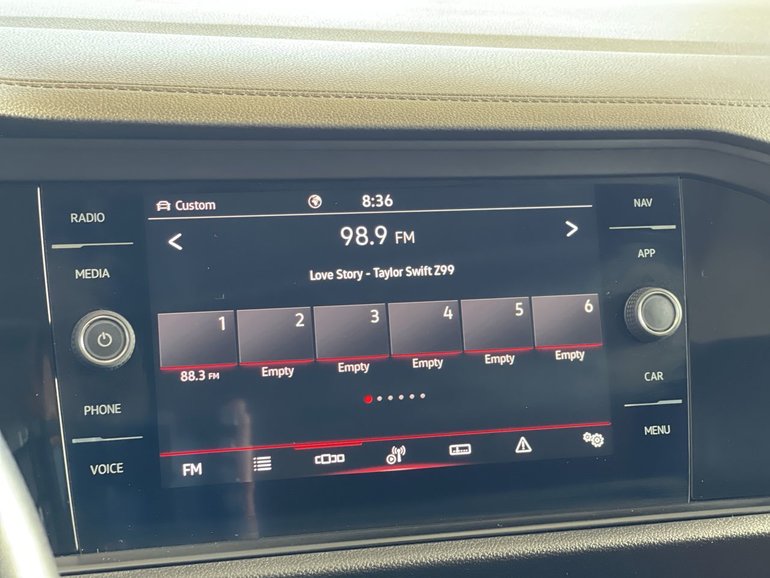 RADIO
MEDIA
PHONE
VOICE
Custom 8:36
98.9 FM
Love Story - Taylor Swift Z99
1 2 3 4 5 6
88.3 FM Empty Empty Empty Empty Empty
FM
NAV
APP
CAR
MENU